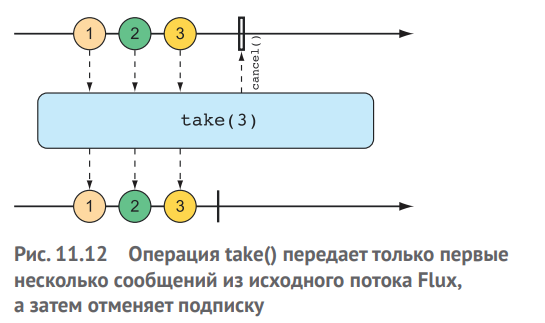 1 2 3
cancel()
take(3)
1 2 3
Рис. 11.12 Операция take() передает только первые
несколько сообщений из исходного потока Flux,
а затем отменяет подписку